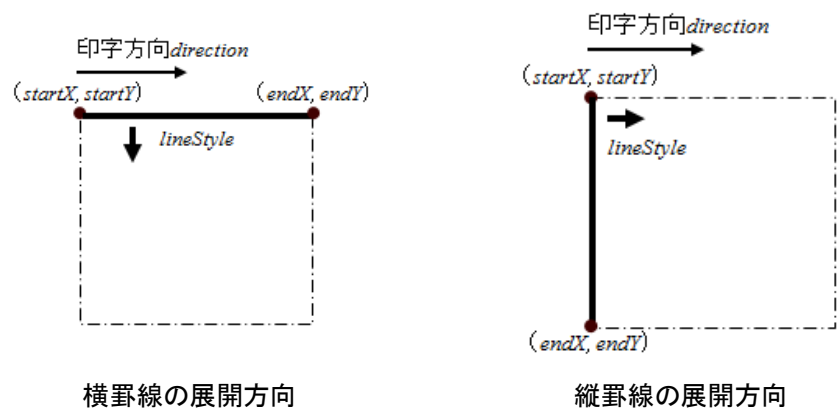 印字方向direction
(startX, startY)
(endX, endY)
lineStyle
横罫線の展開方向
印字方向direction
(startX, startY)
lineStyle
(endX, endY)
縦罫線の展開方向